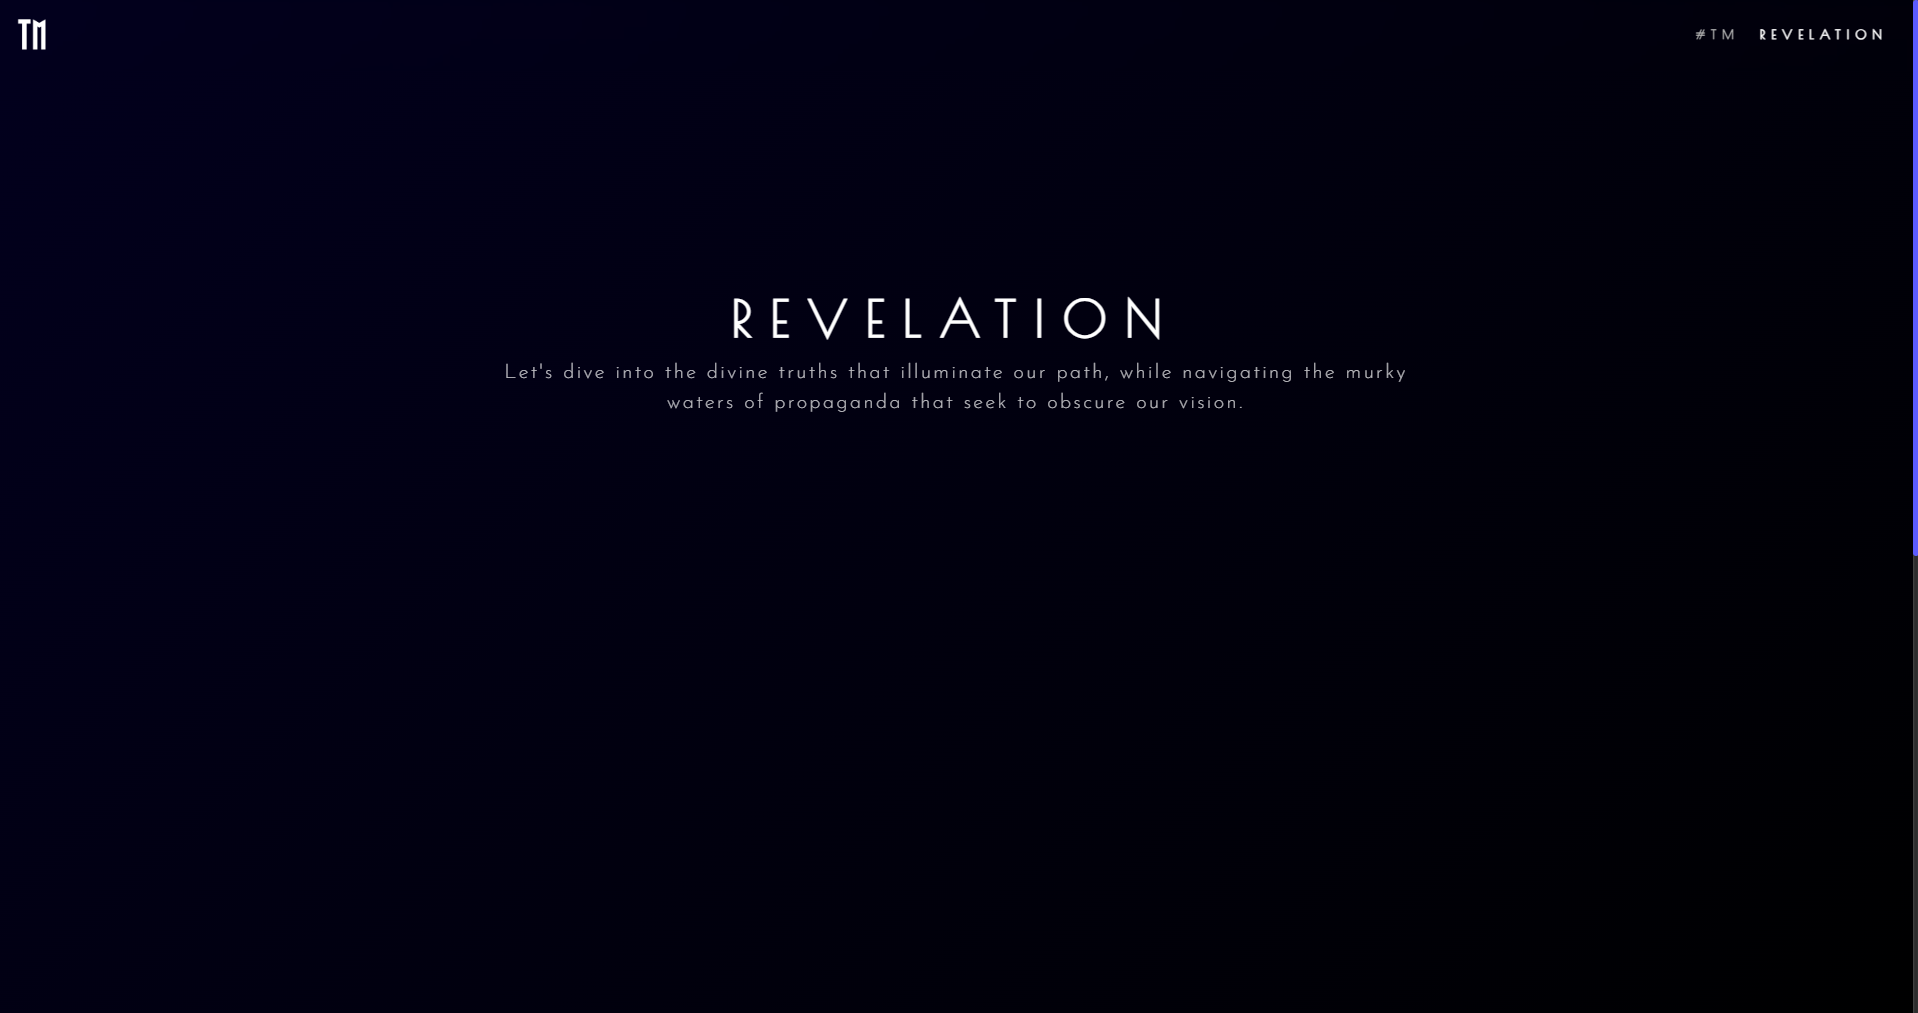 TM
#TM REVELATION
REVELATION
Let's dive into the divine truths that illuminate our path, while navigating the murky
waters of propaganda that seek to obscure our vision.